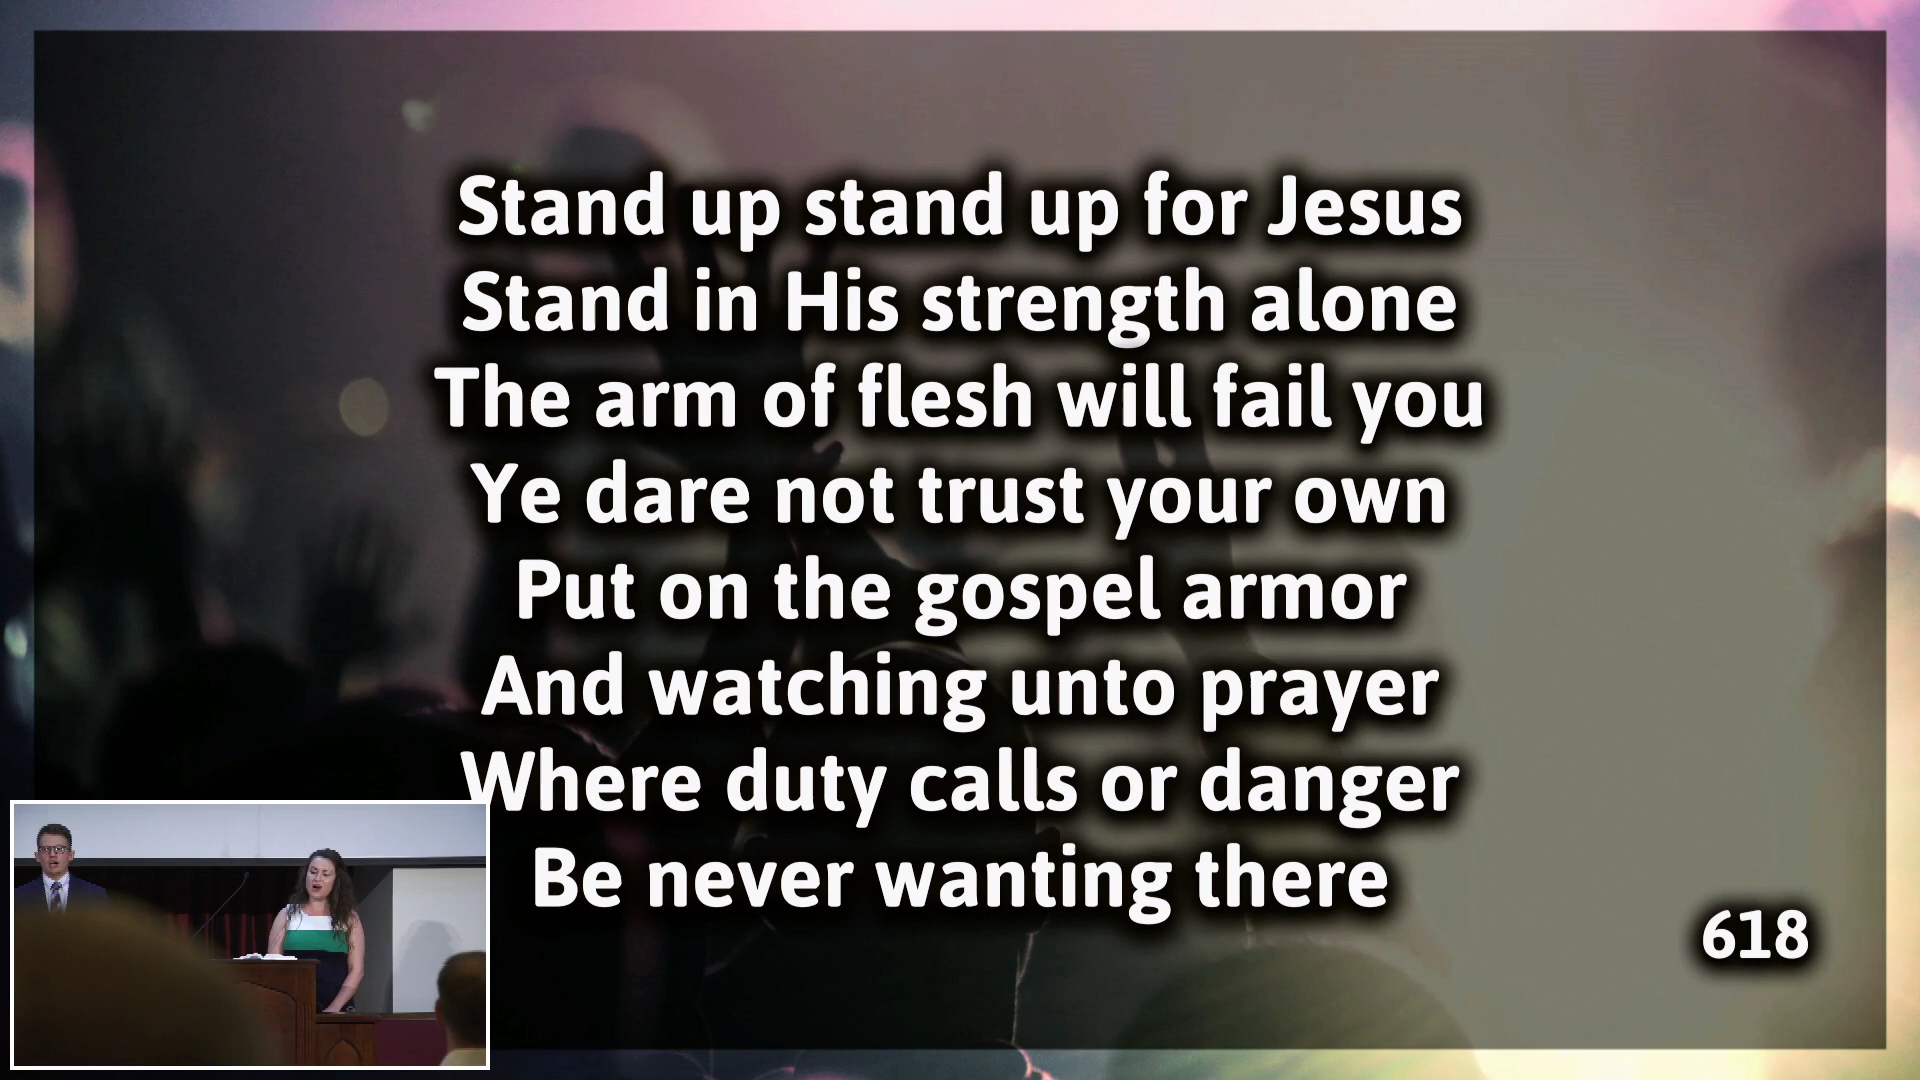 Stand up stand up for Jesus
Stand in His strength alone
The arm of flesh will fail you
Ye dare not trust your own
Put on the gospel armor
And watching unto prayer
Where duty calls or danger
Be never wanting there
618